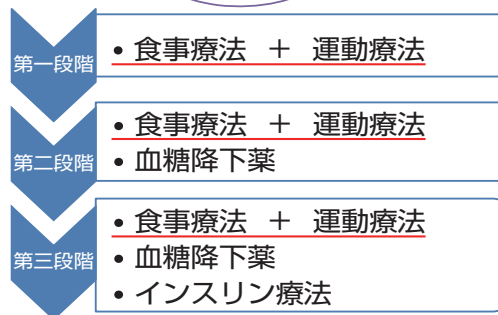 第一段階
• 食事療法 ＋ 運動療法
第二段階
• 食事療法 ＋ 運動療法
• 血糖降下薬
第三段階
• 食事療法 ＋ 運動療法
• 血糖降下薬
• インスリン療法